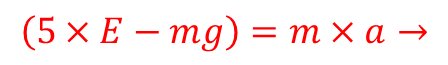 (5 × E − mg) = m × a →